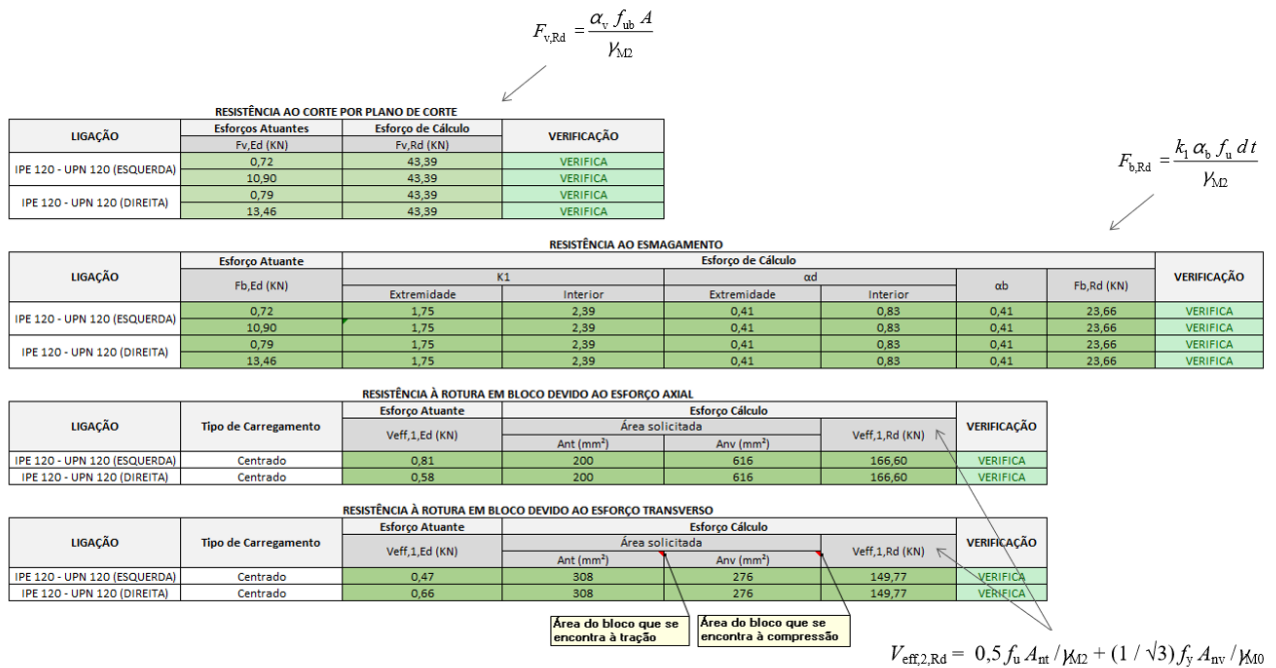 F_v,Rd = α_v f_ub A / γ_M2
RESISTÊNCIA AO CORTE POR PLANO DE CORTE
LIGAÇÃO Esforços Atuantes Esforço de Cálculo VERIFICAÇÃO
Fv,Ed (KN) Fv,Rd (KN)
IPE 120 - UPN 120 (ESQUERDA) 0,72 43,39 VERIFICA
10,90 43,39 VERIFICA
IPE 120 - UPN 120 (DIREITA) 0,79 43,39 VERIFICA
13,46 43,39 VERIFICA
F_b,Rd = k_1 α_b f_u d t / γ_M2
RESISTÊNCIA AO ESMAGAMENTO
LIGAÇÃO Esforço Atuante Esforço de Cálculo VERIFICAÇÃO
Fb,Ed (KN) K1 αd αb Fb,Rd (KN)
Extremidade Interior Extremidade Interior
IPE 120 - UPN 120 (ESQUERDA) 0,72 1,75 2,39 0,41 0,83 0,41 23,66 VERIFICA
10,90 1,75 2,39 0,41 0,83 0,41 23,66 VERIFICA
IPE 120 - UPN 120 (DIREITA) 0,79 1,75 2,39 0,41 0,83 0,41 23,66 VERIFICA
13,46 1,75 2,39 0,41 0,83 0,41 23,66 VERIFICA
RESISTÊNCIA À ROTURA EM BLOCO DEVIDO AO ESFORÇO AXIAL
LIGAÇÃO Tipo de Carregamento Esforço Atuante Esforço Cálculo VERIFICAÇÃO
Veff,1,Ed (KN) Área solicitada Veff,1,Rd (KN)
Ant (mm²) Anv (mm²)
IPE 120 - UPN 120 (ESQUERDA) Centrado 0,81 200 616 166,60 VERIFICA
IPE 120 - UPN 120 (DIREITA) Centrado 0,58 200 616 166,60 VERIFICA
RESISTÊNCIA À ROTURA EM BLOCO DEVIDO AO ESFORÇO TRANSVERSO
LIGAÇÃO Tipo de Carregamento Esforço Atuante Esforço Cálculo VERIFICAÇÃO
Veff,1,Ed (KN) Área solicitada Veff,1,Rd (KN)
Ant (mm²) Anv (mm²)
IPE 120 - UPN 120 (ESQUERDA) Centrado 0,47 308 276 149,77 VERIFICA
IPE 120 - UPN 120 (DIREITA) Centrado 0,66 308 276 149,77 VERIFICA
Área do bloco que se
encontra à tração
Área do bloco que se
encontra à compressão
V_eff,2,Rd = 0,5 f_u A_nt / γ_M2 + (1 / √3) f_y A_nv / γ_M0